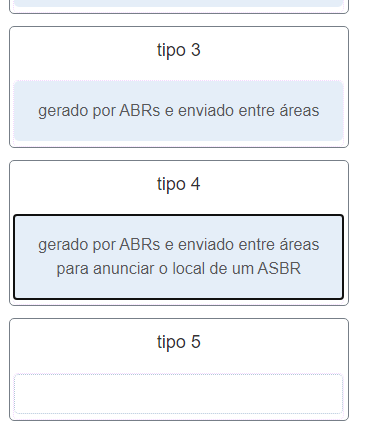 tipo 3
gerado por ABRs e enviado entre áreas
tipo 4
gerado por ABRs e enviado entre áreas
para anunciar o local de um ASBR
tipo 5